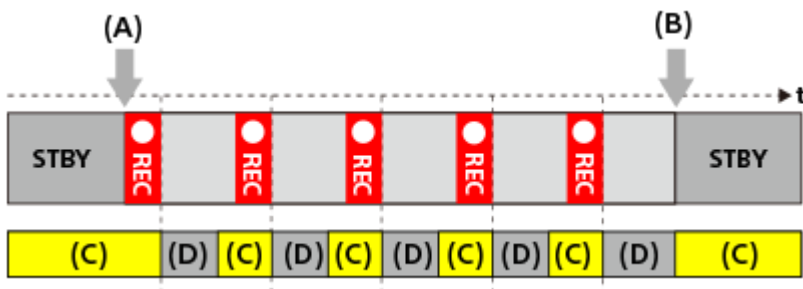 (A) (B)
t
STBY REC REC REC REC REC STBY
(C) (D) (C) (D) (C) (D) (C) (D) (C) (D) (C)